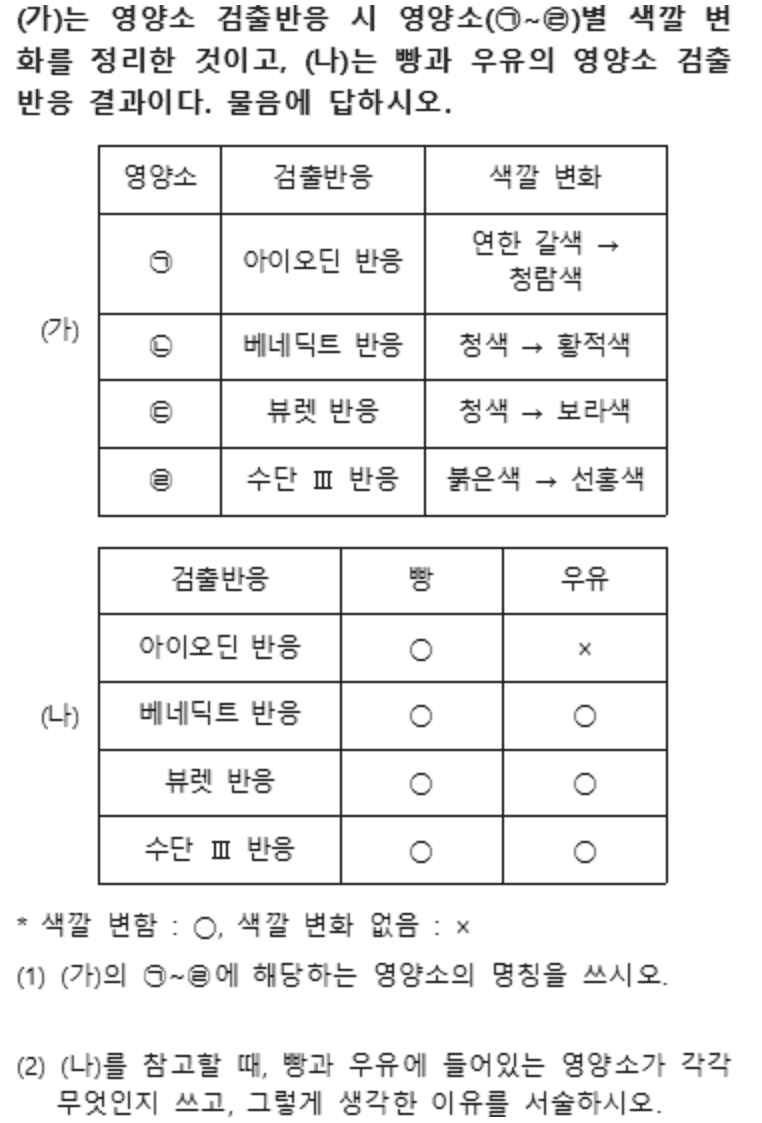 (가)는 영양소 검출반응 시 영양소(㉠~㉣)별 색깔 변
화를 정리한 것이고, (나)는 빵과 우유의 영양소 검출
반응 결과이다. 물음에 답하시오.
(가)
영양소 검출반응 색깔 변화
㉠ 아이오딘 반응 연한 갈색 →
청람색
㉡ 베네딕트 반응 청색 → 황적색
㉢ 뷰렛 반응 청색 → 보라색
㉣ 수단 Ⅲ 반응 붉은색 → 선홍색
(나)
검출반응 빵 우유
아이오딘 반응 ○ ×
베네딕트 반응 ○ ○
뷰렛 반응 ○ ○
수단 Ⅲ 반응 ○ ○
* 색깔 변함 : ○, 색깔 변화 없음 : ×
(1) (가)의 ㉠~㉣에 해당하는 영양소의 명칭을 쓰시오.
(2) (나)를 참고할 때, 빵과 우유에 들어있는 영양소가 각각
무엇인지 쓰고, 그렇게 생각한 이유를 서술하시오.